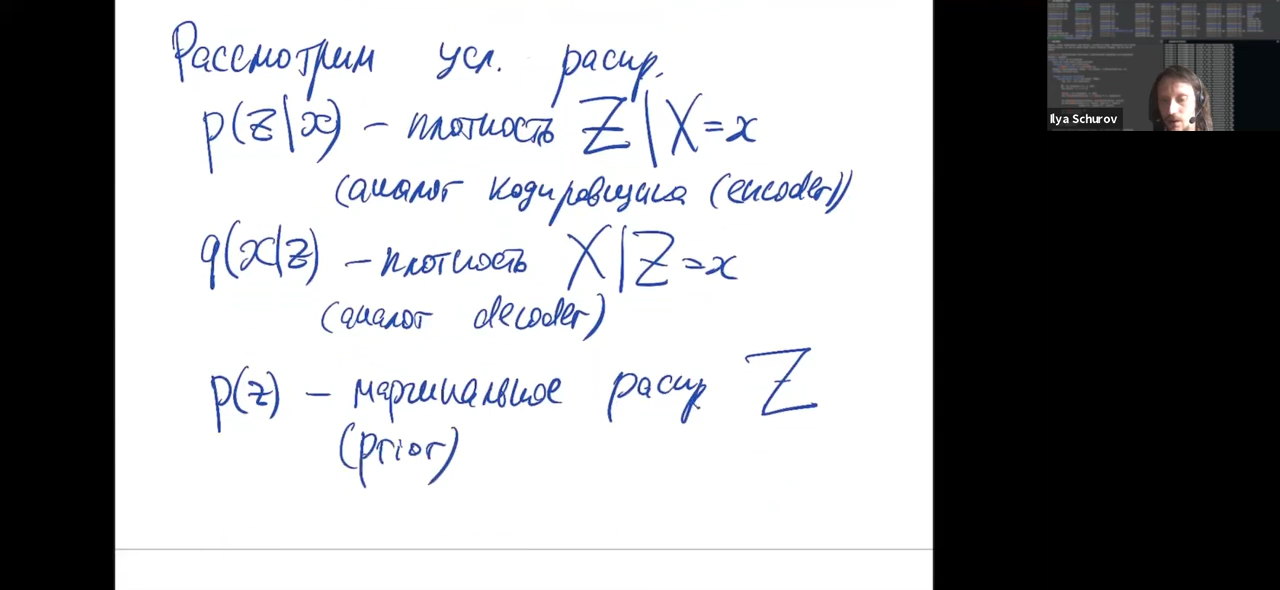 Рассмотрим усл. распр.
p(z|x) – плотность Z|X=x
(аналог кодировщика (encoder))
q(x|z) – плотность X|Z=x
(аналог decoder)
p(z) – маргинальное распр Z
(prior)
Ilya Schurov